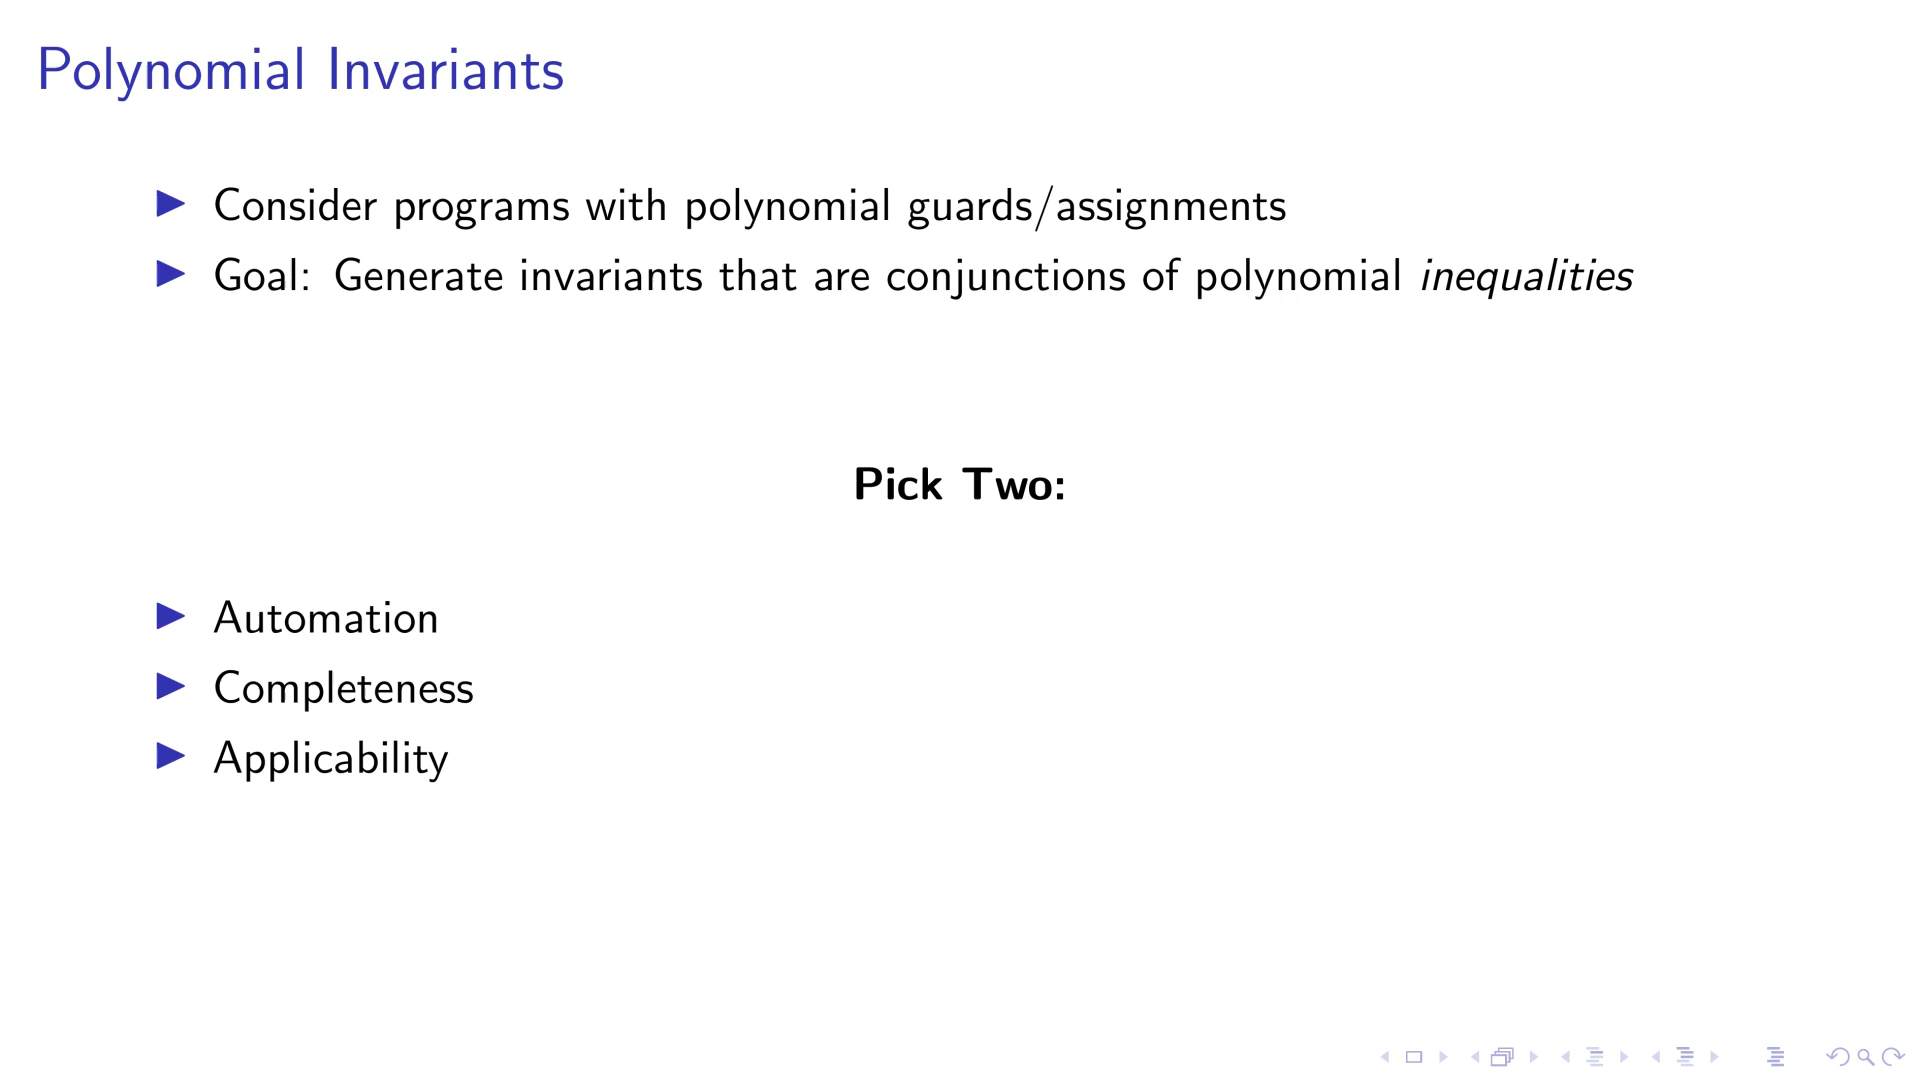 Polynomial Invariants
Consider programs with polynomial guards/assignments
Goal: Generate invariants that are conjunctions of polynomial inequalities
Pick Two:
Automation
Completeness
Applicability